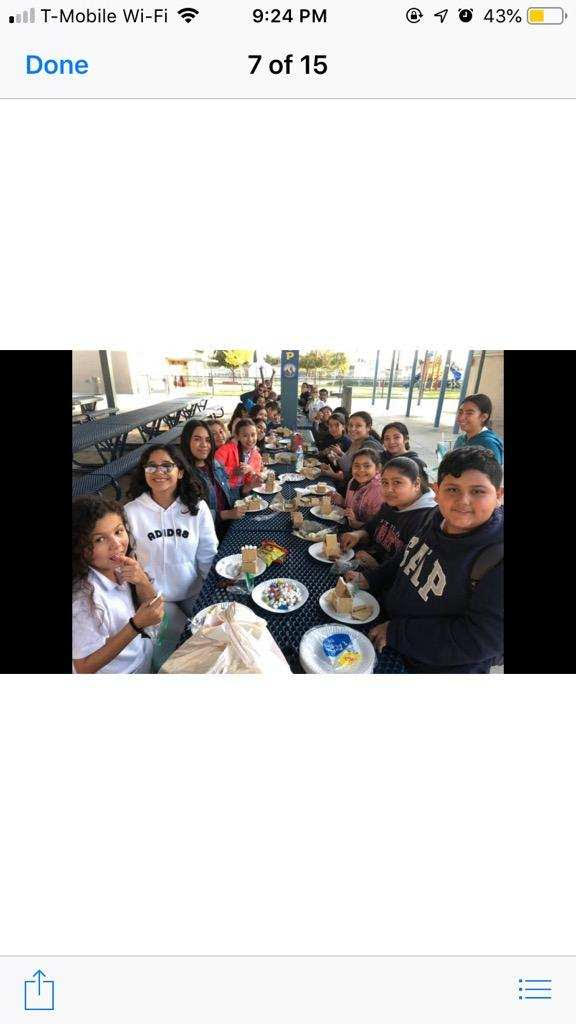 T-Mobile Wi-Fi 9:24 PM 43%
Done 7 of 15
P
ADIDAS
GAP